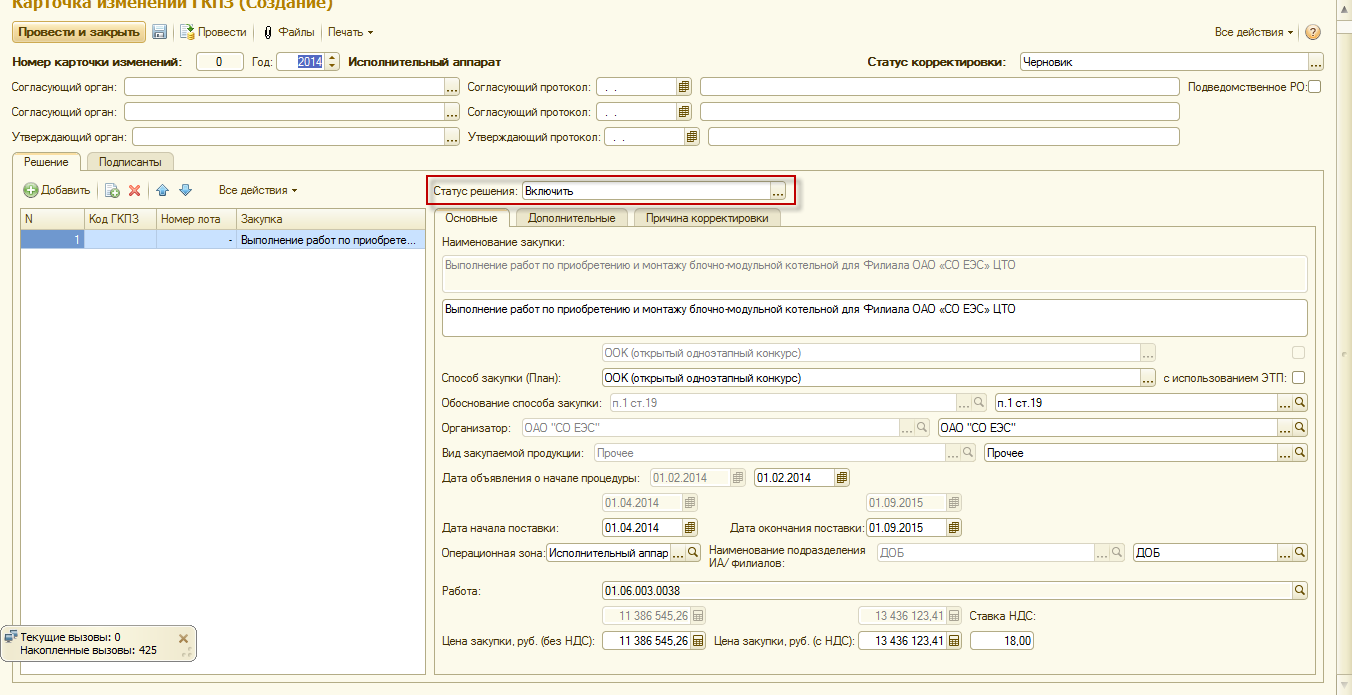 Карточка изменений ГКПЗ (Создание)
Провести и закрыть Провести Файлы Печать Все действия ?
Номер карточки изменений: 0 Год: 2014 Исполнительный аппарат Статус корректировки: Черновик ...
Согласующий орган: ... Согласующий протокол: . . Подведомственное РО:
Согласующий орган: ... Согласующий протокол: . .
Утверждающий орган: ... Утверждающий протокол: . .
Решение Подписанты
Добавить Все действия Статус решения: Включить ...
N Код ГКПЗ Номер лота Закупка
1 - Выполнение работ по приобрете...
Основные Дополнительные Причина корректировки
Наименование закупки:
Выполнение работ по приобретению и монтажу блочно-модульной котельной для Филиала ОАО «СО ЕЭС» ЦТО
Выполнение работ по приобретению и монтажу блочно-модульной котельной для Филиала ОАО «СО ЕЭС» ЦТО
ООК (открытый одноэтапный конкурс) ...
Способ закупки (План): ООК (открытый одноэтапный конкурс) ... с использованием ЭТП:
Обоснование способа закупки: п.1 ст.19 ... п.1 ст.19 ...
Организатор: ОАО "СО ЕЭС" ... ОАО "СО ЕЭС" ...
Вид закупаемой продукции: Прочее ... Прочее ...
Дата объявления о начале процедуры: 01.02.2014 01.02.2014
01.04.2014 01.09.2015
Дата начала поставки: 01.04.2014 Дата окончания поставки: 01.09.2015
Операционная зона: Исполнительный аппар ... Наименование подразделения ИА/ филиалов: ДОБ ... ДОБ ...
Работа: 01.06.003.0038
11 386 545,26 13 436 123,41 Ставка НДС:
Цена закупки, руб. (без НДС): 11 386 545,26 Цена закупки, руб. (с НДС): 13 436 123,41 18,00
Текущие вызовы: 0
Накопленные вызовы: 425